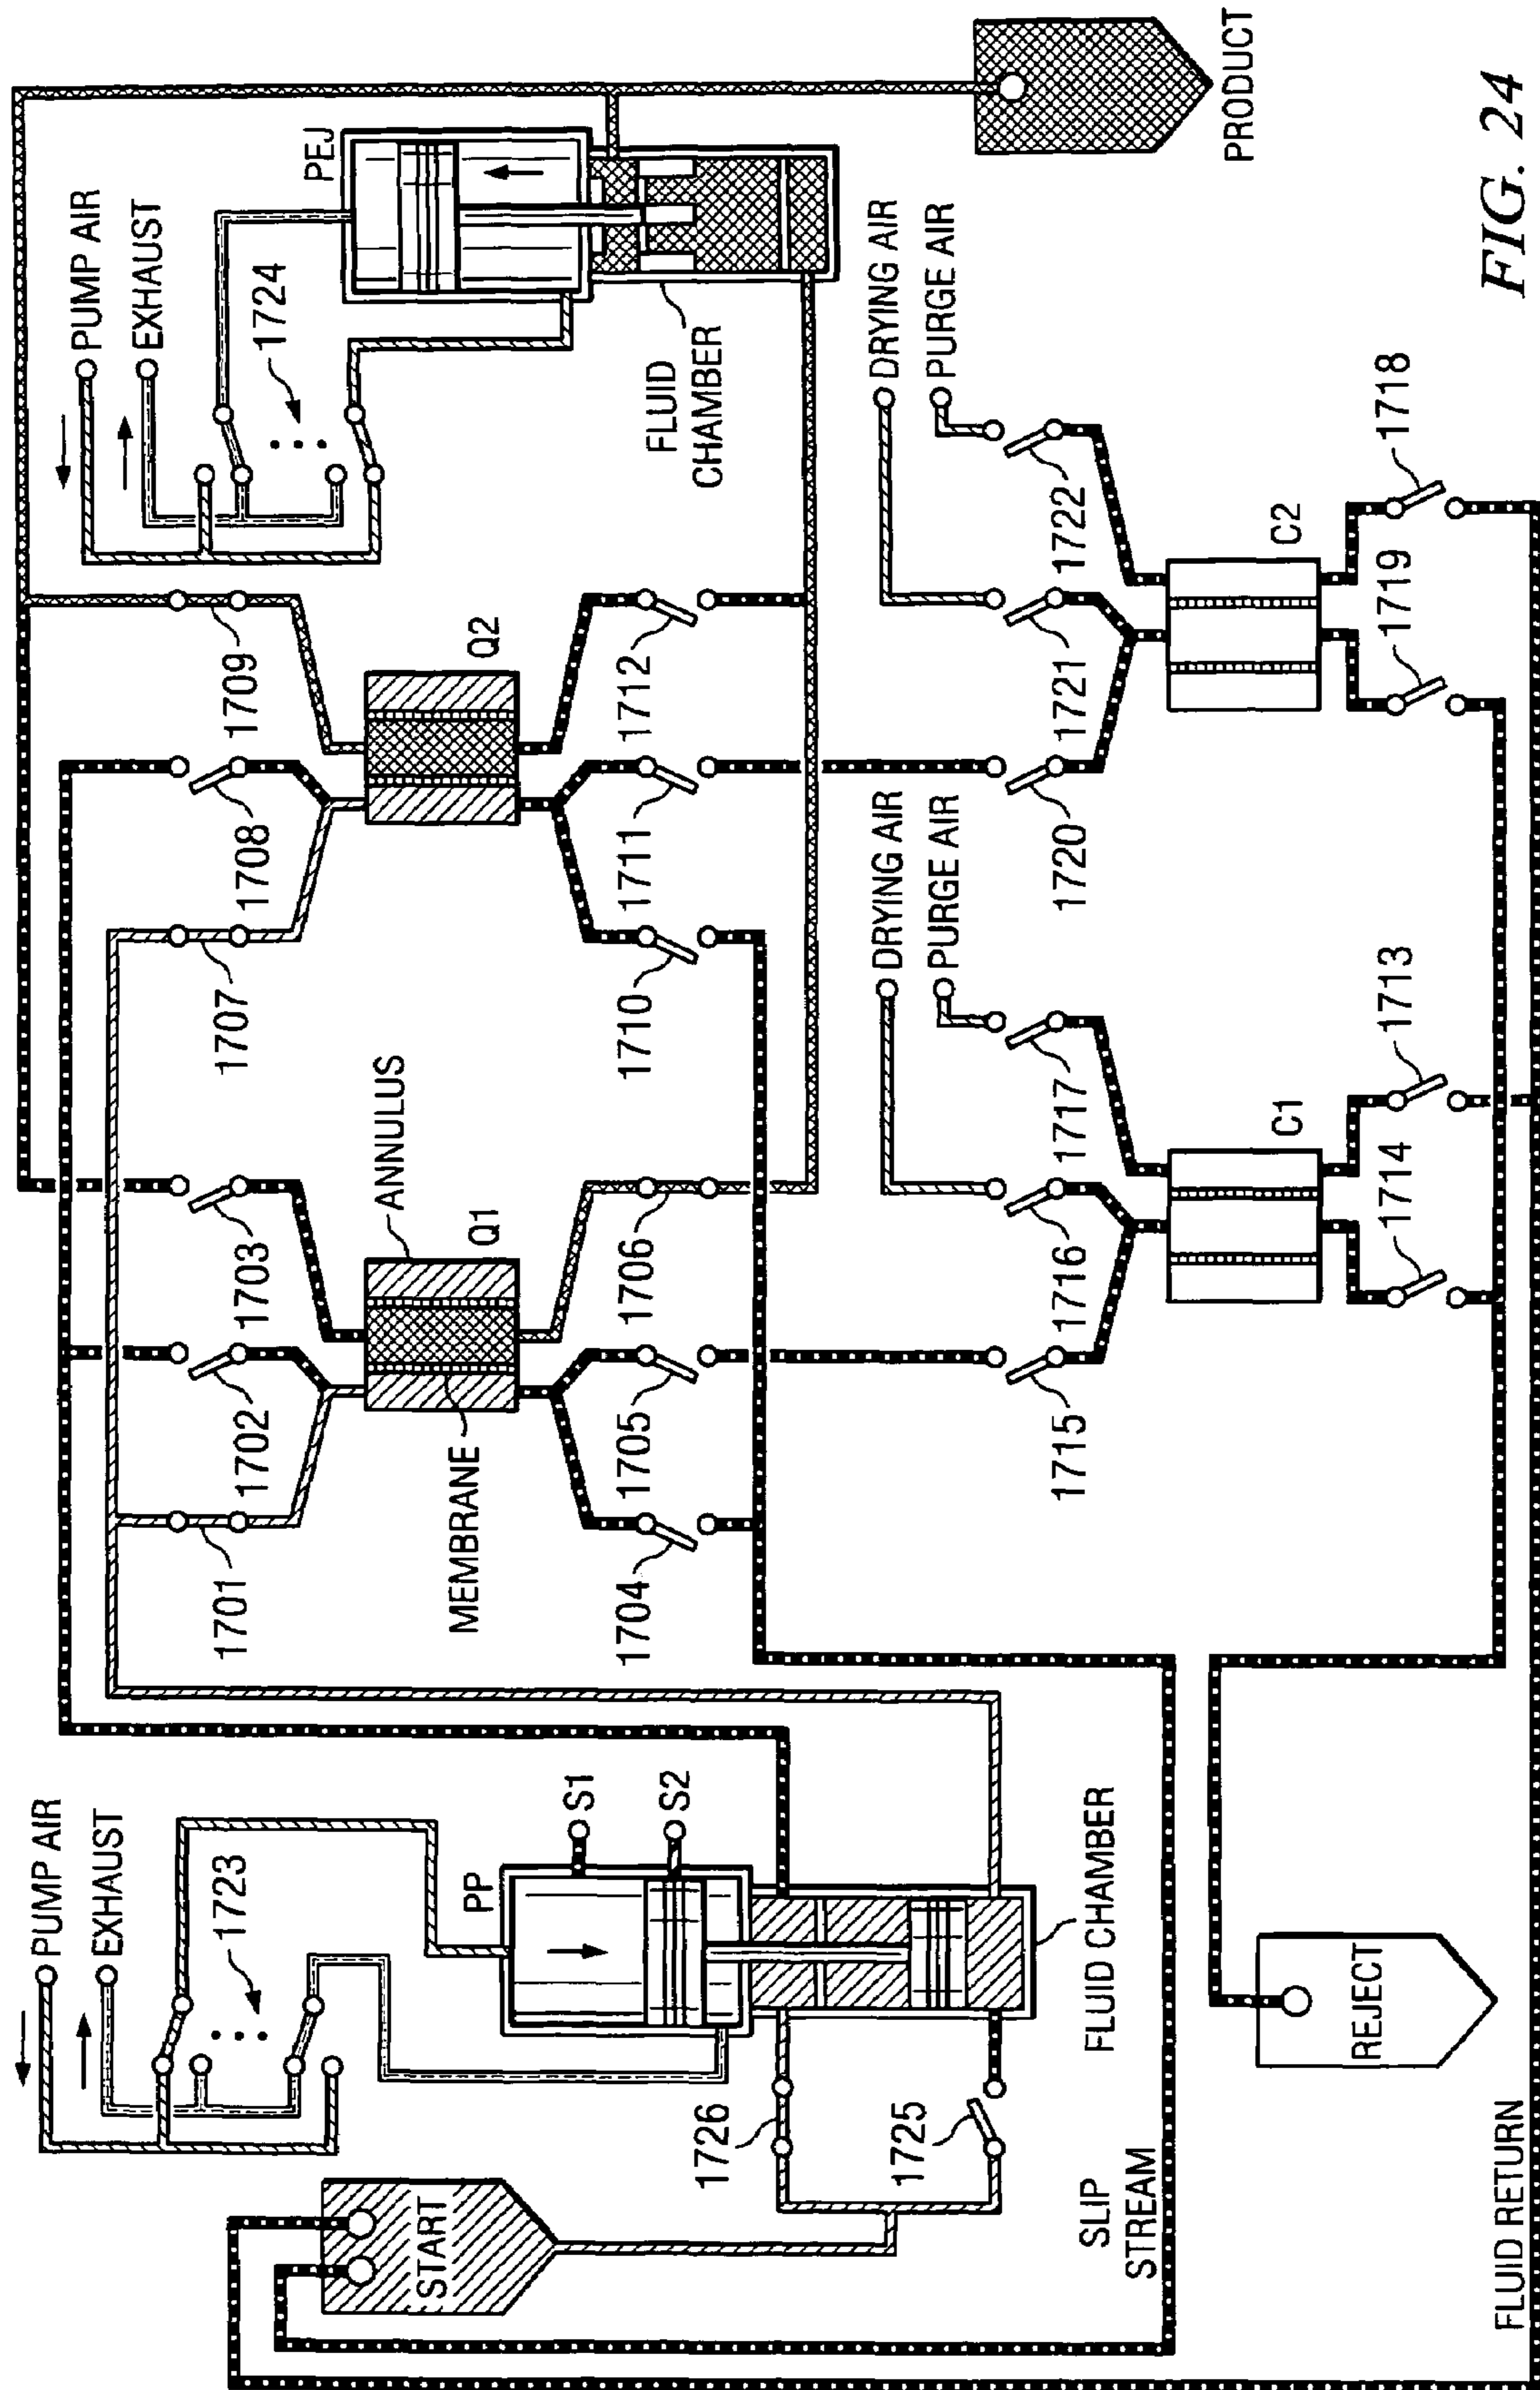 PUMP AIR
EXHAUST
1723
START
PP
S1
S2
1726
1725
SLIP
STREAM
FLUID CHAMBER
REJECT
FLUID RETURN
1701
1702
1703
ANNULUS
Q1
MEMBRANE
1704
1705
1706
1707
1708
1709
Q2
1710
1711
1712
PUMP AIR
EXHAUST
1724
PEJ
FLUID
CHAMBER
PRODUCT
DRYING AIR
PURGE AIR
1715
1716
1717
C1
1714
1713
DRYING AIR
PURGE AIR
1720
1721
1722
C2
1719
1718
FIG. 24